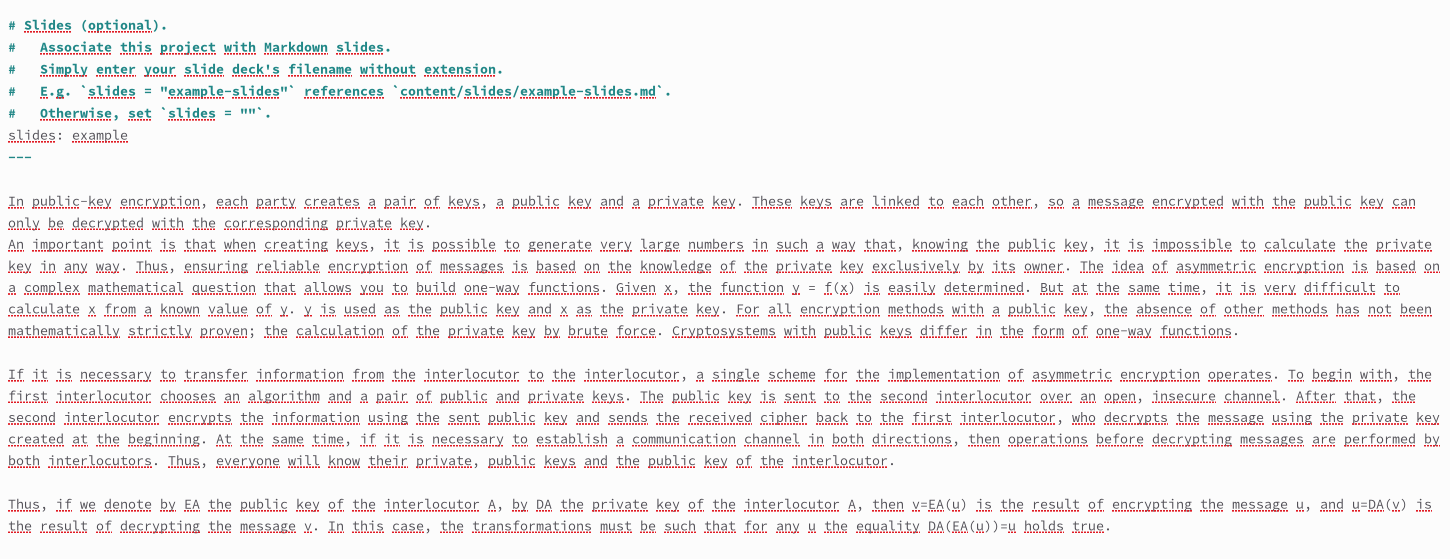 # Slides (optional).
#   Associate this project with Markdown slides.
#   Simply enter your slide deck's filename without extension.
#   E.g. `slides = "example-slides"` references `content/slides/example-slides.md`.
#   Otherwise, set `slides = ""`.
slides: example
---
In public-key encryption, each party creates a pair of keys, a public key and a private key. These keys are linked to each other, so a message encrypted with the public key can
only be decrypted with the corresponding private key.
An important point is that when creating keys, it is possible to generate very large numbers in such a way that, knowing the public key, it is impossible to calculate the private
key in any way. Thus, ensuring reliable encryption of messages is based on the knowledge of the private key exclusively by its owner. The idea of asymmetric encryption is based on
a complex mathematical question that allows you to build one-way functions. Given x, the function y = f(x) is easily determined. But at the same time, it is very difficult to
calculate x from a known value of y. y is used as the public key and x as the private key. For all encryption methods with a public key, the absence of other methods has not been
mathematically strictly proven; the calculation of the private key by brute force. Cryptosystems with public keys differ in the form of one-way functions.
If it is necessary to transfer information from the interlocutor to the interlocutor, a single scheme for the implementation of asymmetric encryption operates. To begin with, the
first interlocutor chooses an algorithm and a pair of public and private keys. The public key is sent to the second interlocutor over an open, insecure channel. After that, the
second interlocutor encrypts the information using the sent public key and sends the received cipher back to the first interlocutor, who decrypts the message using the private key
created at the beginning. At the same time, if it is necessary to establish a communication channel in both directions, then operations before decrypting messages are performed by
both interlocutors. Thus, everyone will know their private, public keys and the public key of the interlocutor.
Thus, if we denote by EA the public key of the interlocutor A, by DA the private key of the interlocutor A, then v=EA(u) is the result of encrypting the message u, and u=DA(v) is
the result of decrypting the message v. In this case, the transformations must be such that for any u the equality DA(EA(u))=u holds true.